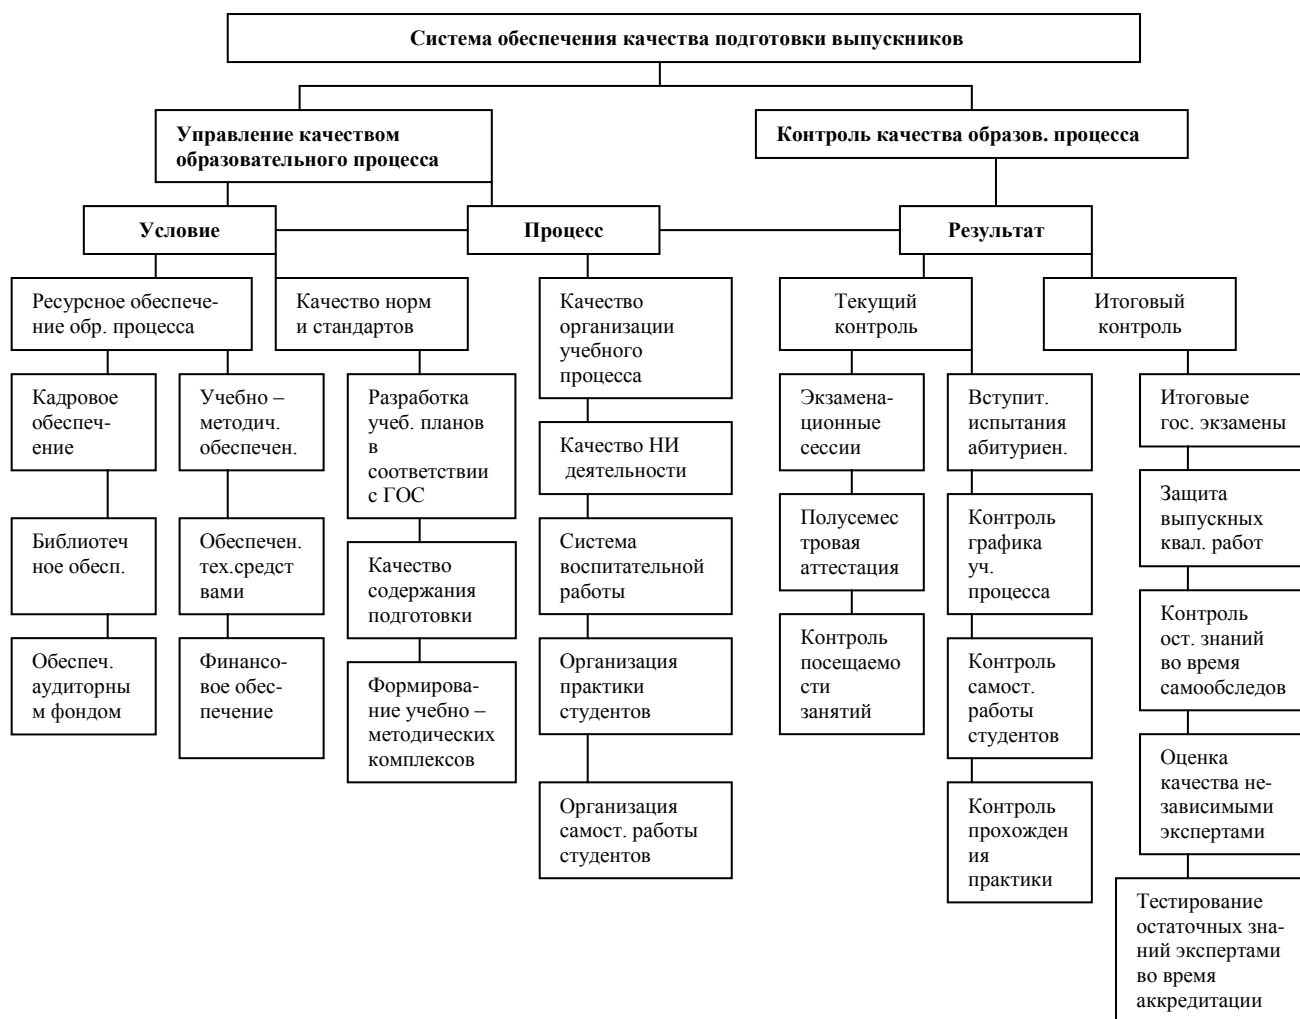 Система обеспечения качества подготовки выпускников
Управление качеством
образовательного процесса
Контроль качества образов. процесса
Условие
Процесс
Результат
Ресурсное обеспече-
ние обр. процесса
Качество норм
и стандартов
Качество
организации
учебного
процесса
Текущий
контроль
Итоговый
контроль
Кадровое
обеспеч-
ение
Учебно –
методич.
обеспечен.
Разработка
учеб. планов
в
соответствии
с ГОС
Экзамена-
ционные
сессии
Вступит.
испытания
абитуриен.
Итоговые
гос. экзамены
Качество НИ
деятельности
Защита
выпускных
квал. работ
Библиотеч
ное обесп.
Обеспечен.
тех.средст
вами
Качество
содержания
подготовки
Система
воспитательной
работы
Полусемес
тровая
аттестация
Контроль
графика
уч.
процесса
Контроль
ост. знаний
во время
самообследов
Обеспеч.
аудиторны
м фондом
Финансо-
вое обес-
печение
Формирова-
ние учебно –
методических
комплексов
Организация
практики
студентов
Контроль
посещаемо
сти
занятий
Контроль
самост.
работы
студентов
Оценка
качества не-
зависимыми
экспертами
Организация
самост. работы
студентов
Контроль
прохожден
ия
практики
Тестирование
остаточных зна-
ний экспертами
во время
аккредитации